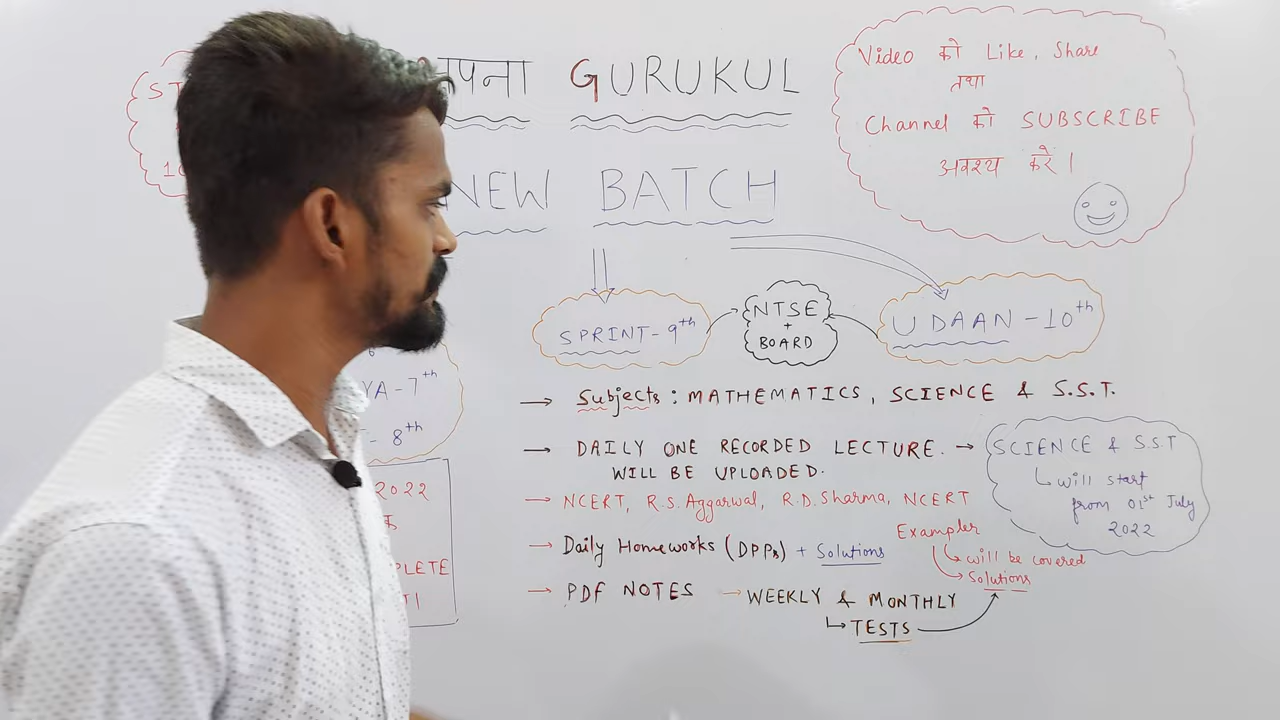 GURUKUL
NEW BATCH
Video को Like, Share
तथा
Channel को SUBSCRIBE
अवश्य करें।
SPRINT-9th
NTSE
+
BOARD
UDAAN-10th
YA-7th
8th
2022
→ Subjects: MATHEMATICS, SCIENCE & S.S.T.
→ DAILY ONE RECORDED LECTURE. → SCIENCE & S.S.T
WILL BE UPLOADED.
will start
from 01st July
2022
→ NCERT, R.S. Aggarwal, R.D. Sharma, NCERT
Exampler
will be covered
Solutions
→ Daily Homeworks (DPPs) + Solutions
→ PDF NOTES → WEEKLY & MONTHLY
TESTS